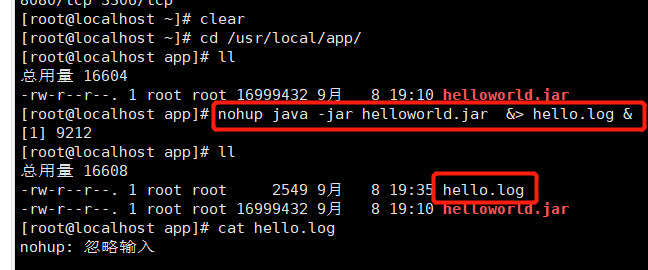 8080/tcp 3306/tcp
[root@localhost ~]# clear
[root@localhost ~]# cd /usr/local/app/
[root@localhost app]# ll
总用量 16604
-rw-r--r--. 1 root root 16999432 9月   8 19:10 helloworld.jar
[root@localhost app]# nohup java -jar helloworld.jar  &> hello.log &
[1] 9212
[root@localhost app]# ll
总用量 16608
-rw-r--r--. 1 root root     2549 9月   8 19:35 hello.log
-rw-r--r--. 1 root root 16999432 9月   8 19:10 helloworld.jar
[root@localhost app]# cat hello.log
nohup: 忽略输入